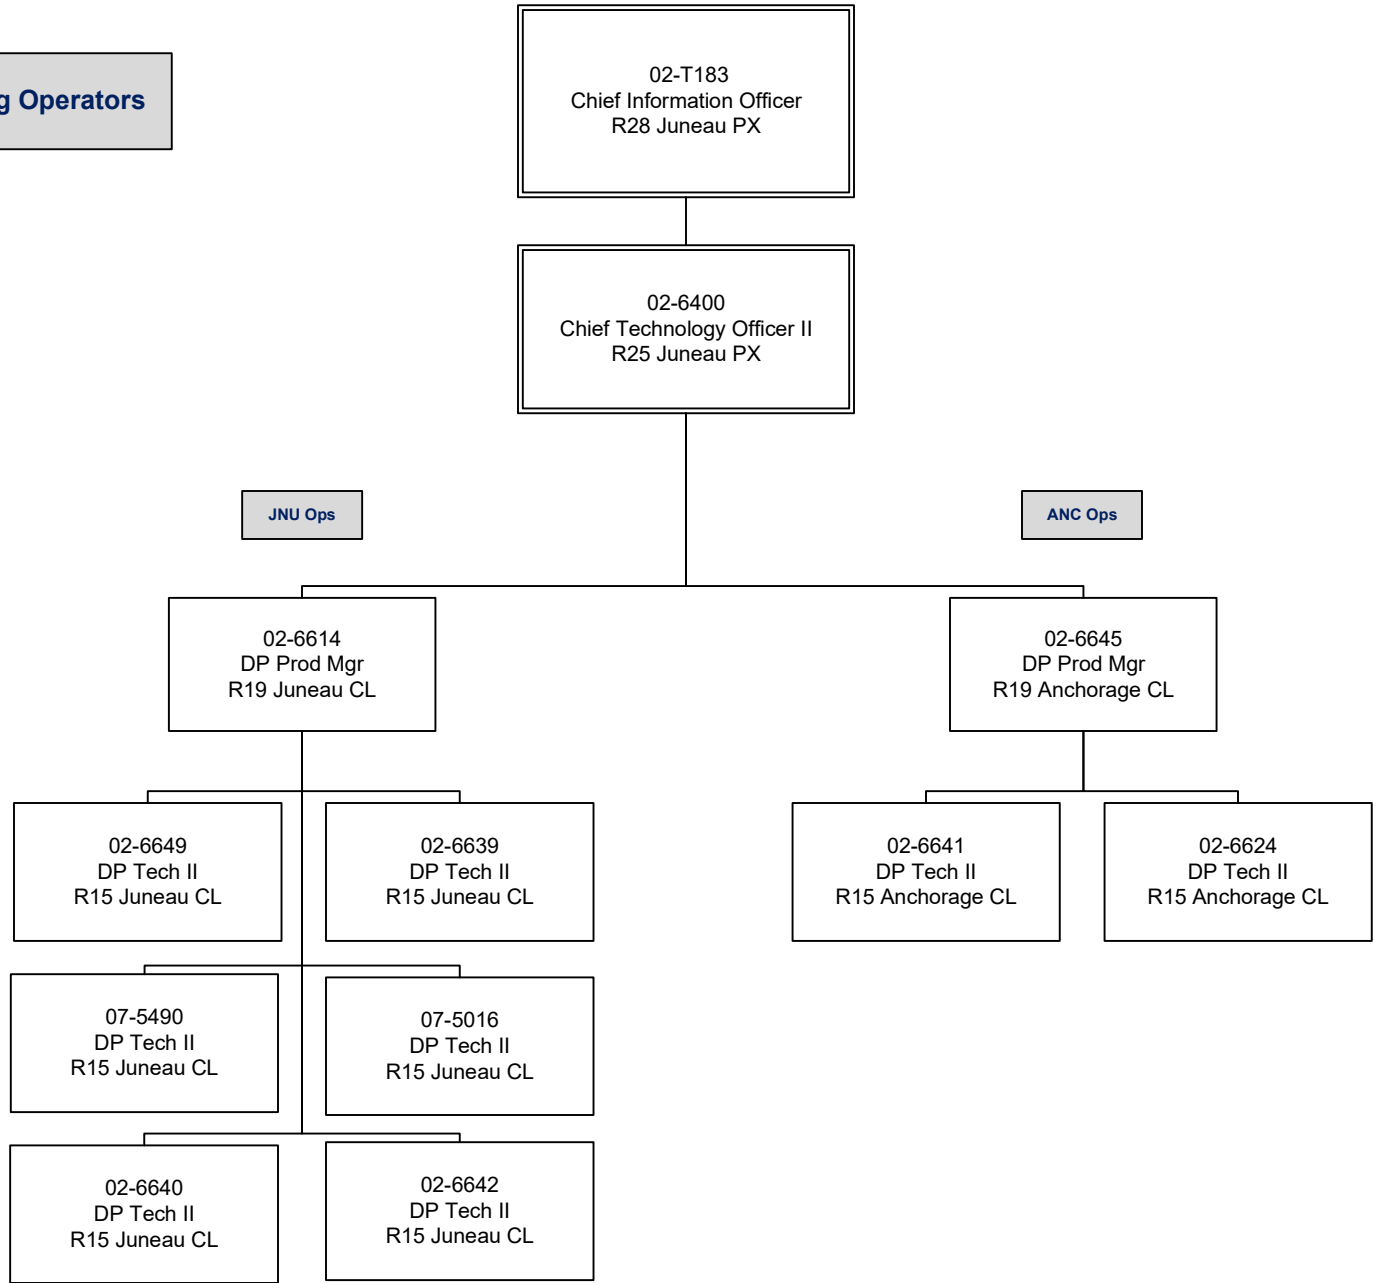 Operators
02-T183
Chief Information Officer
R28 Juneau PX
02-6400
Chief Technology Officer II
R25 Juneau PX
JNU Ops
ANC Ops
02-6614
DP Prod Mgr
R19 Juneau CL
02-6645
DP Prod Mgr
R19 Anchorage CL
02-6649
DP Tech II
R15 Juneau CL
02-6639
DP Tech II
R15 Juneau CL
02-6641
DP Tech II
R15 Anchorage CL
02-6624
DP Tech II
R15 Anchorage CL
07-5490
DP Tech II
R15 Juneau CL
07-5016
DP Tech II
R15 Juneau CL
02-6640
DP Tech II
R15 Juneau CL
02-6642
DP Tech II
R15 Juneau CL